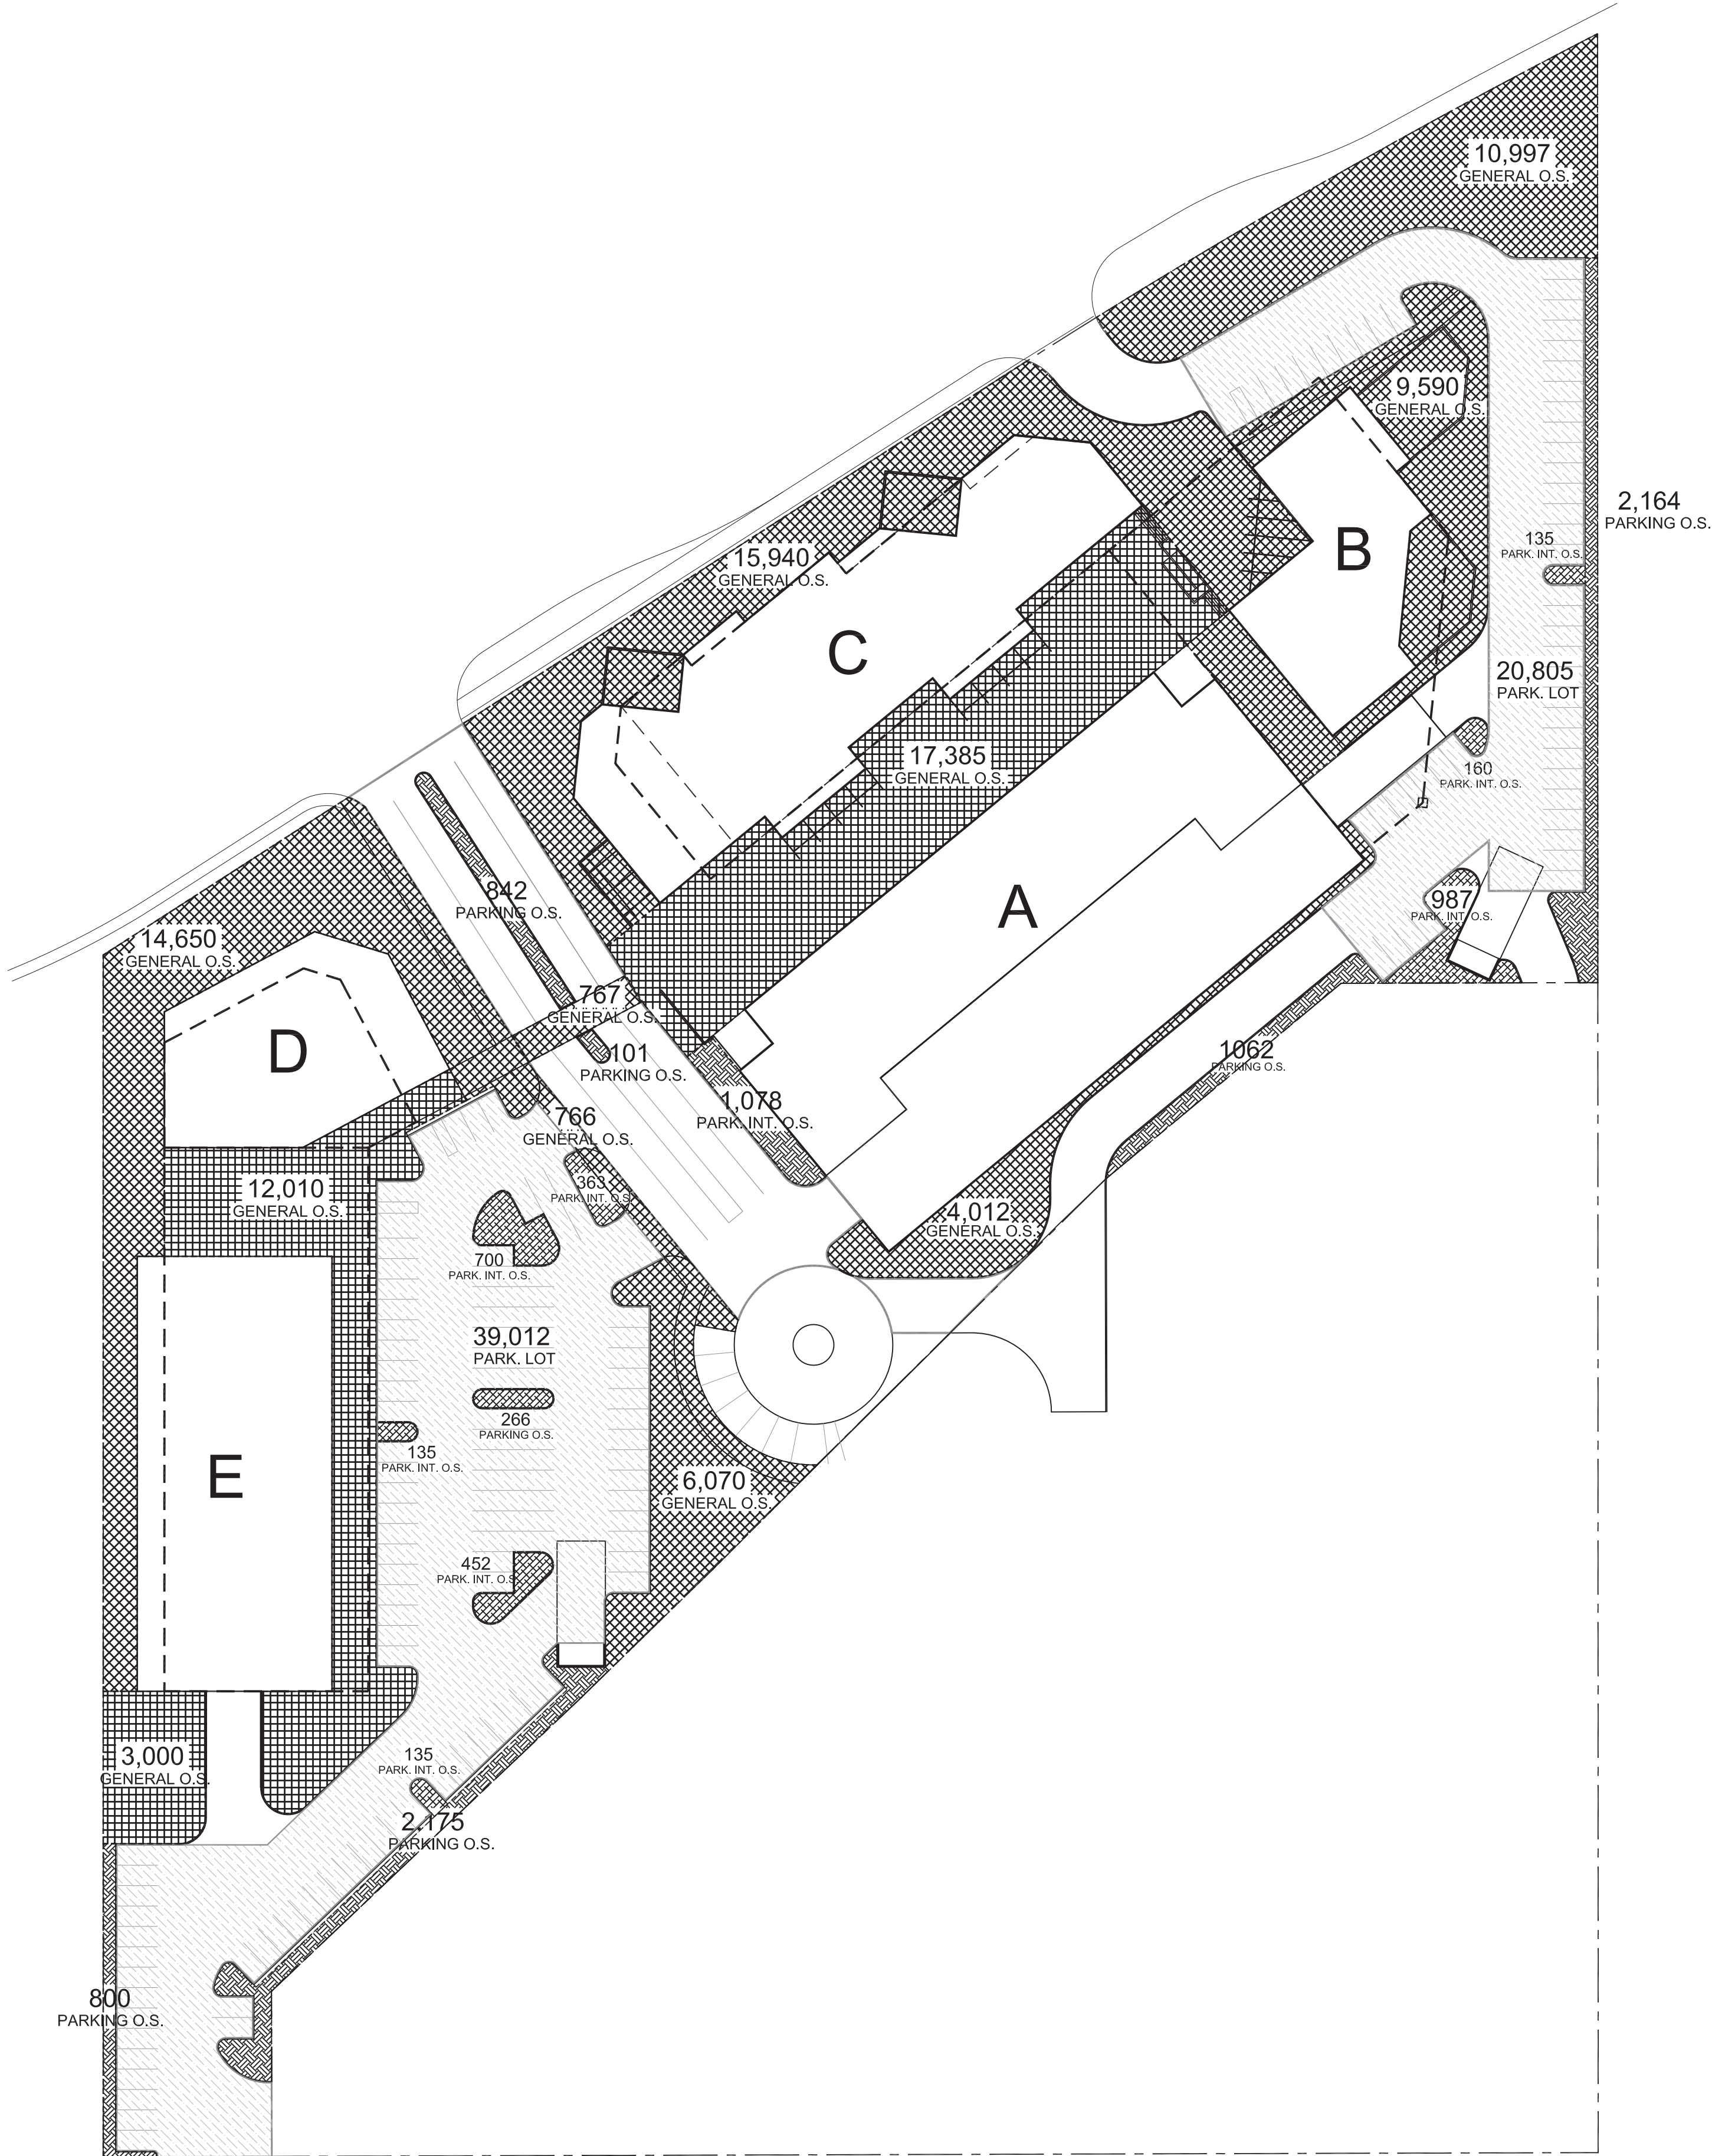 10,997
GENERAL O.S.
9,590
GENERAL O.S.
2,164
PARKING O.S.
135
PARK. INT. O.S.
B
15,940
GENERAL O.S.
C
20,805
PARK. LOT
17,385
GENERAL O.S.
160
PARK. INT. O.S.
842
PARKING O.S.
A
987
PARK. INT. O.S.
14,650
GENERAL O.S.
767
GENERAL O.S.
D
101
PARKING O.S.
1062
PARKING O.S.
1,078
PARK. INT. O.S.
766
GENERAL O.S.
363
PARK. INT. O.S.
12,010
GENERAL O.S.
4,012
GENERAL O.S.
700
PARK. INT. O.S.
39,012
PARK. LOT
266
PARKING O.S.
135
PARK. INT. O.S.
E
6,070
GENERAL O.S.
452
PARK. INT. O.S.
3,000
GENERAL O.S.
135
PARK. INT. O.S.
2,175
PARKING O.S.
800
PARKING O.S.